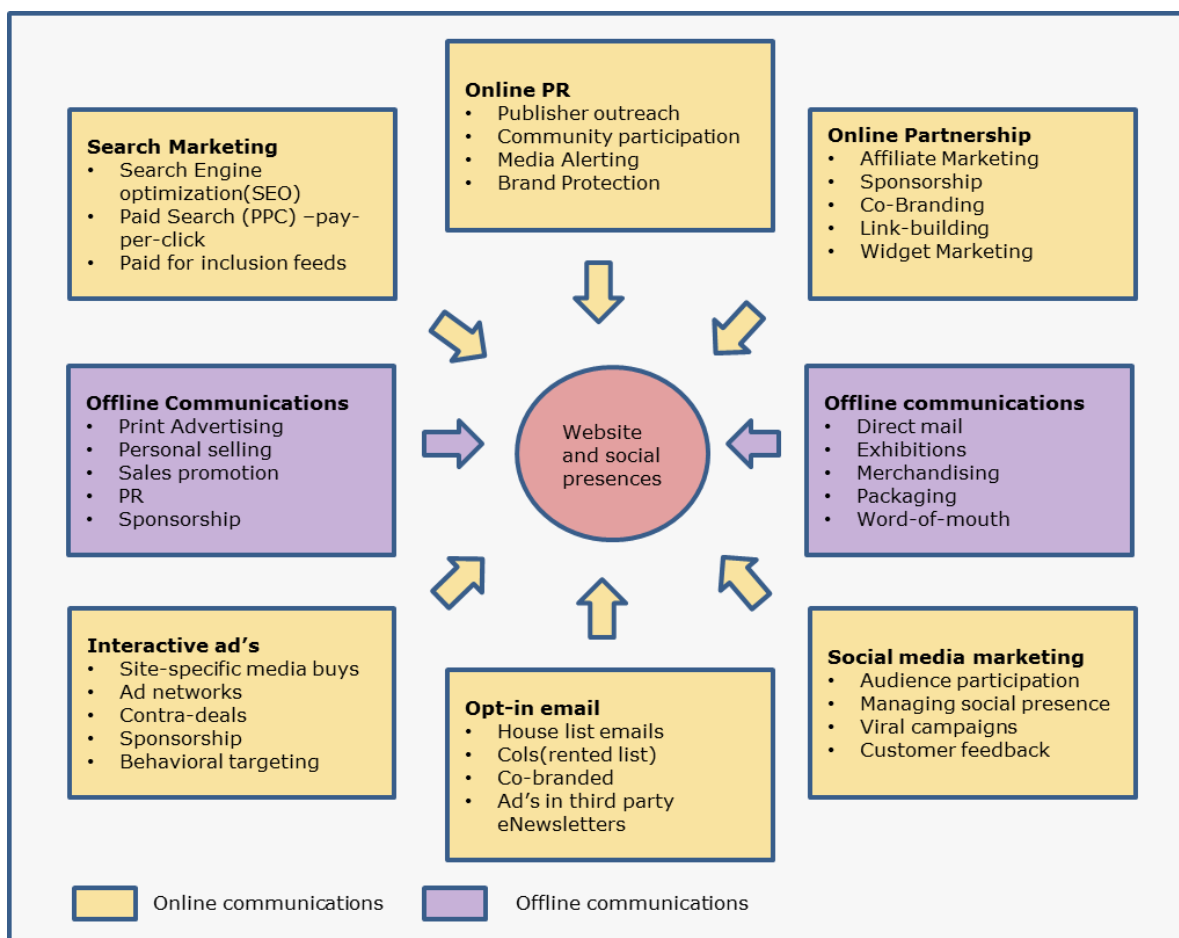 Online PR
• Publisher outreach
• Community participation
• Media Alerting
• Brand Protection
Search Marketing
• Search Engine
optimization(SEO)
• Paid Search (PPC) –pay-
per-click
• Paid for inclusion feeds
Online Partnership
• Affiliate Marketing
• Sponsorship
• Co-Branding
• Link-building
• Widget Marketing
Offline Communications
• Print Advertising
• Personal selling
• Sales promotion
• PR
• Sponsorship
Website
and social
presences
Offline communications
• Direct mail
• Exhibitions
• Merchandising
• Packaging
• Word-of-mouth
Interactive ad’s
• Site-specific media buys
• Ad networks
• Contra-deals
• Sponsorship
• Behavioral targeting
Opt-in email
• House list emails
• Cols(rented list)
• Co-branded
• Ad’s in third party
eNewsletters
Social media marketing
• Audience participation
• Managing social presence
• Viral campaigns
• Customer feedback
Online communications
Offline communications